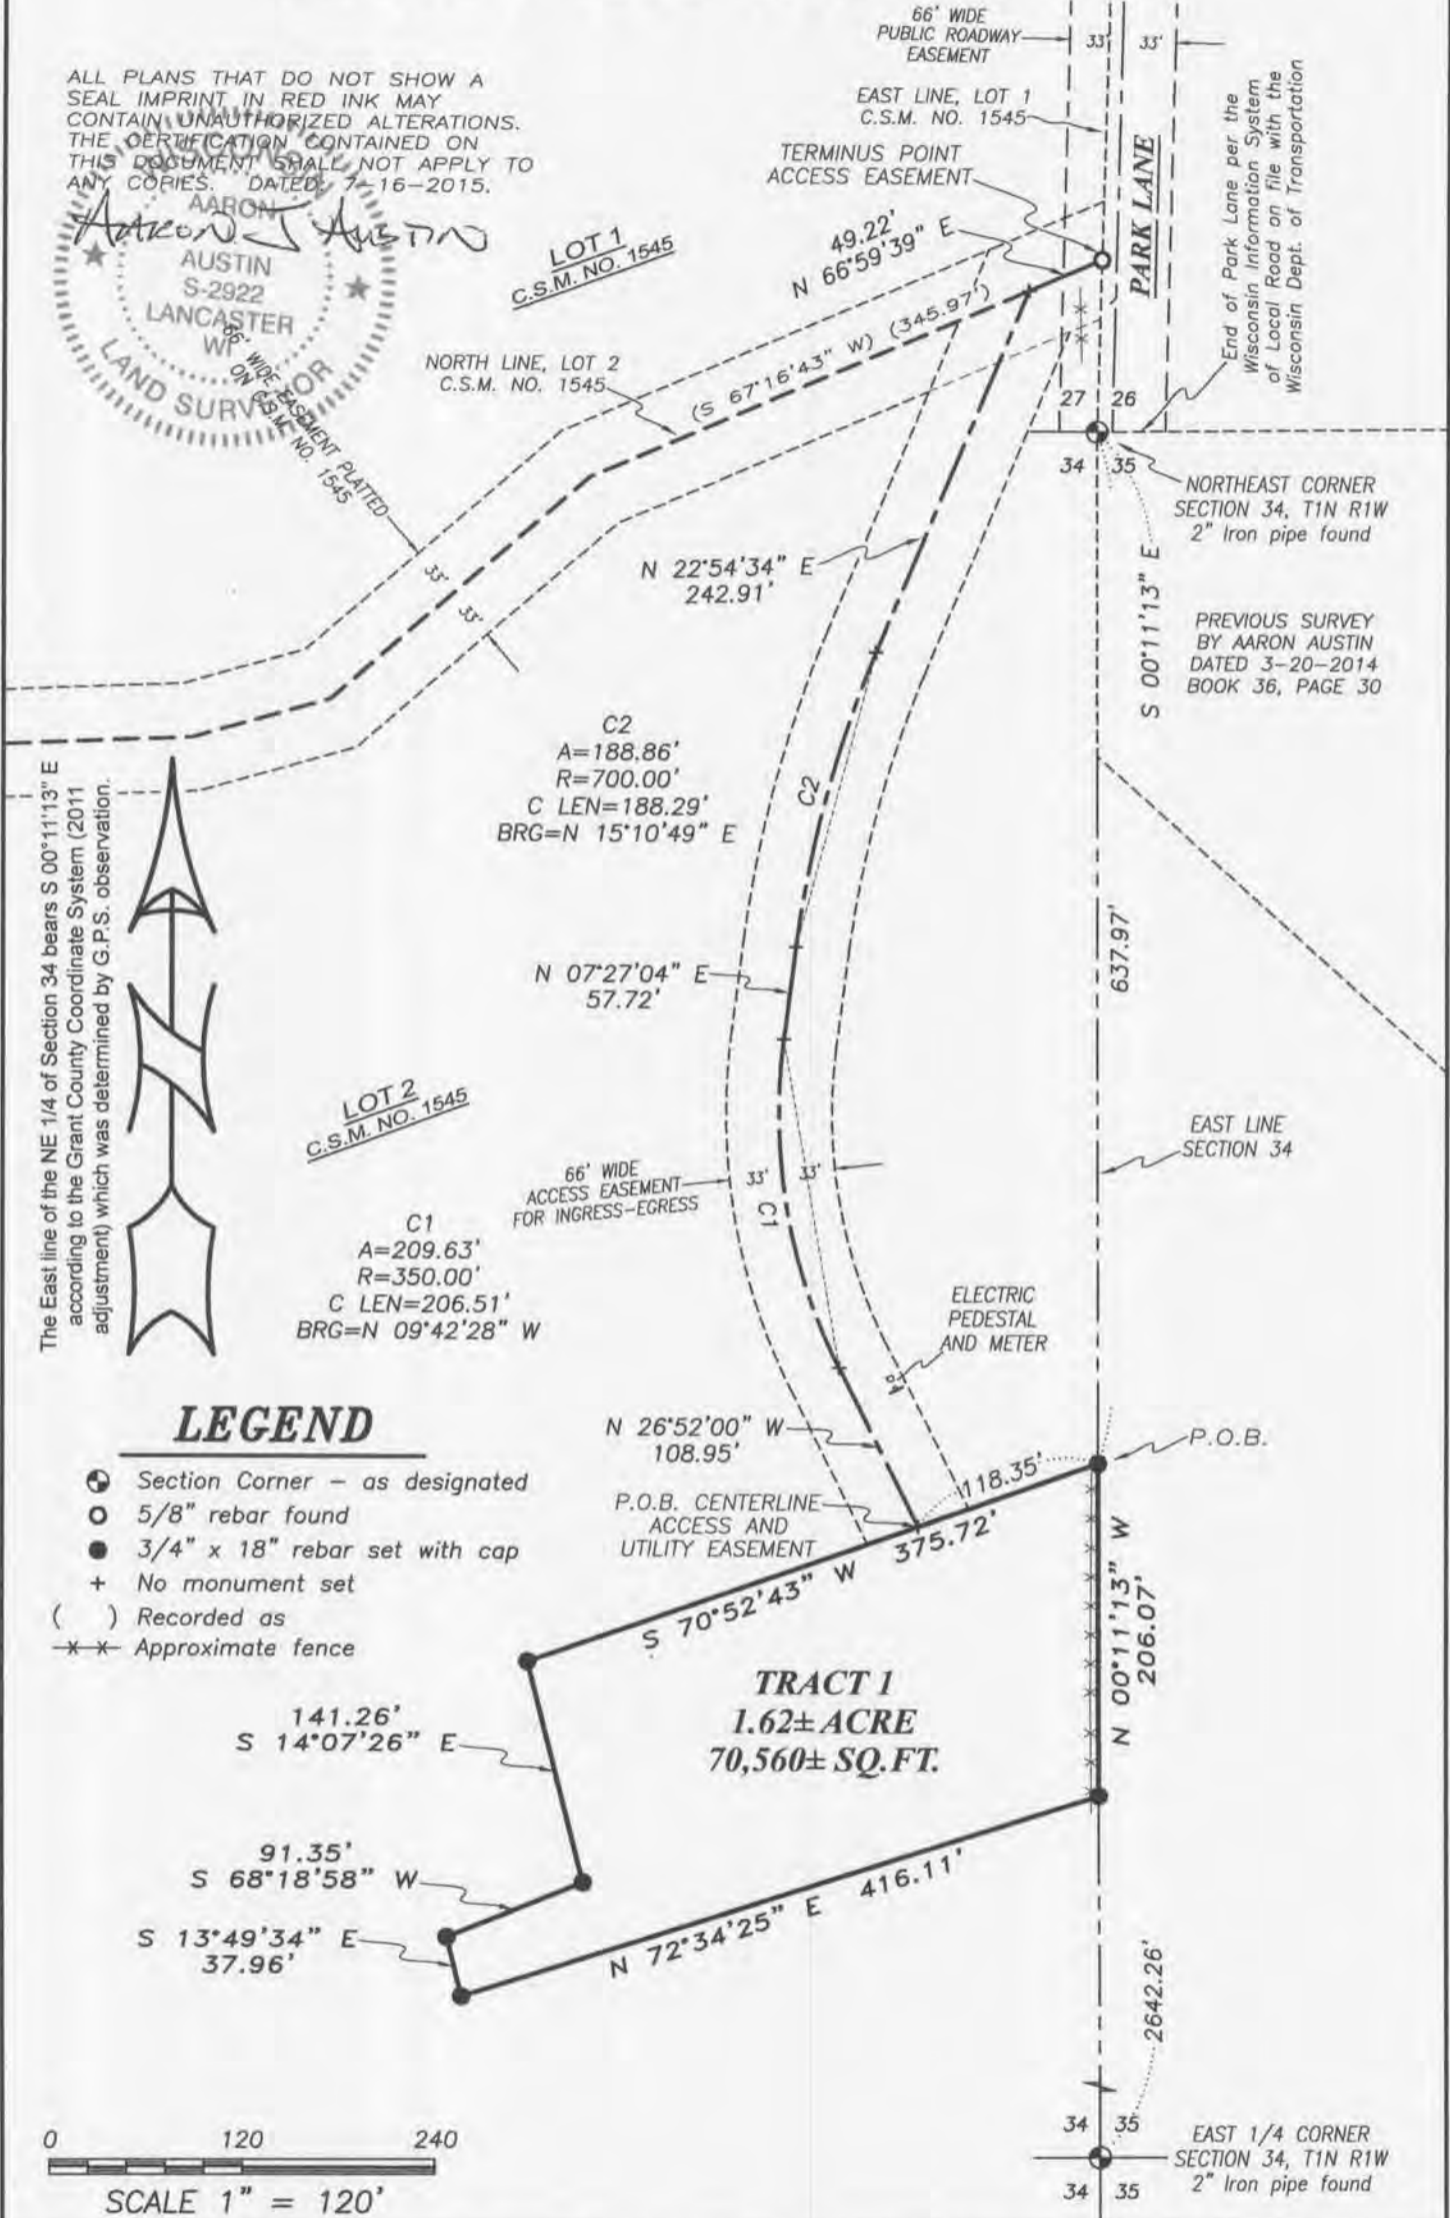 ALL PLANS THAT DO NOT SHOW A
SEAL IMPRINT IN RED INK MAY
CONTAIN UNAUTHORIZED ALTERATIONS.
THE CERTIFICATION CONTAINED ON
THIS DOCUMENT SHALL NOT APPLY TO
ANY COPIES. DATED: 7-16-2015.
AARON J AUSTIN
WISCONSIN
AARON
AUSTIN
S-2922
LANCASTER
WI
LAND SURVEYOR
66' WIDE EASEMENT PLATTED
ON C.S.M. NO. 1545
LOT 1
C.S.M. NO. 1545
66' WIDE
PUBLIC ROADWAY
EASEMENT
33'
33'
EAST LINE, LOT 1
C.S.M. NO. 1545
TERMINUS POINT
ACCESS EASEMENT
PARK LANE
End of Park Lane per the
Wisconsin Information System
of Local Road on file with the
Wisconsin Dept. of Transportation
49.22'
N 66°59'39" E
(S 67°16'43" W) (345.97')
NORTH LINE, LOT 2
C.S.M. NO. 1545
27
26
34
35
NORTHEAST CORNER
SECTION 34, T1N R1W
2" Iron pipe found
S 00°11'13" E
33'
33'
N 22°54'34" E
242.91'
PREVIOUS SURVEY
BY AARON AUSTIN
DATED 3-20-2014
BOOK 36, PAGE 30
C2
A=188.86'
R=700.00'
C LEN=188.29'
BRG=N 15°10'49" E
C2
The East line of the NE 1/4 of Section 34 bears S 00°11'13" E
according to the Grant County Coordinate System (2011
adjustment) which was determined by G.P.S. observation.
637.97'
N 07°27'04" E
57.72'
LOT 2
C.S.M. NO. 1545
EAST LINE
SECTION 34
66' WIDE
ACCESS EASEMENT
FOR INGRESS-EGRESS
33'
33'
C1
C1
A=209.63'
R=350.00'
C LEN=206.51'
BRG=N 09°42'28" W
ELECTRIC
PEDESTAL
AND METER
LEGEND
Section Corner – as designated
5/8" rebar found
3/4" x 18" rebar set with cap
+ No monument set
( ) Recorded as
Approximate fence
N 26°52'00" W
108.95'
P.O.B.
118.35'
P.O.B. CENTERLINE
ACCESS AND
UTILITY EASEMENT
S 70°52'43" W 375.72'
N 00°11'13" W
206.07'
TRACT 1
1.62± ACRE
70,560± SQ.FT.
141.26'
S 14°07'26" E
91.35'
S 68°18'58" W
S 13°49'34" E
37.96'
N 72°34'25" E 416.11'
2642.26'
34
35
34
35
EAST 1/4 CORNER
SECTION 34, T1N R1W
2" Iron pipe found
0 120 240
SCALE 1" = 120'